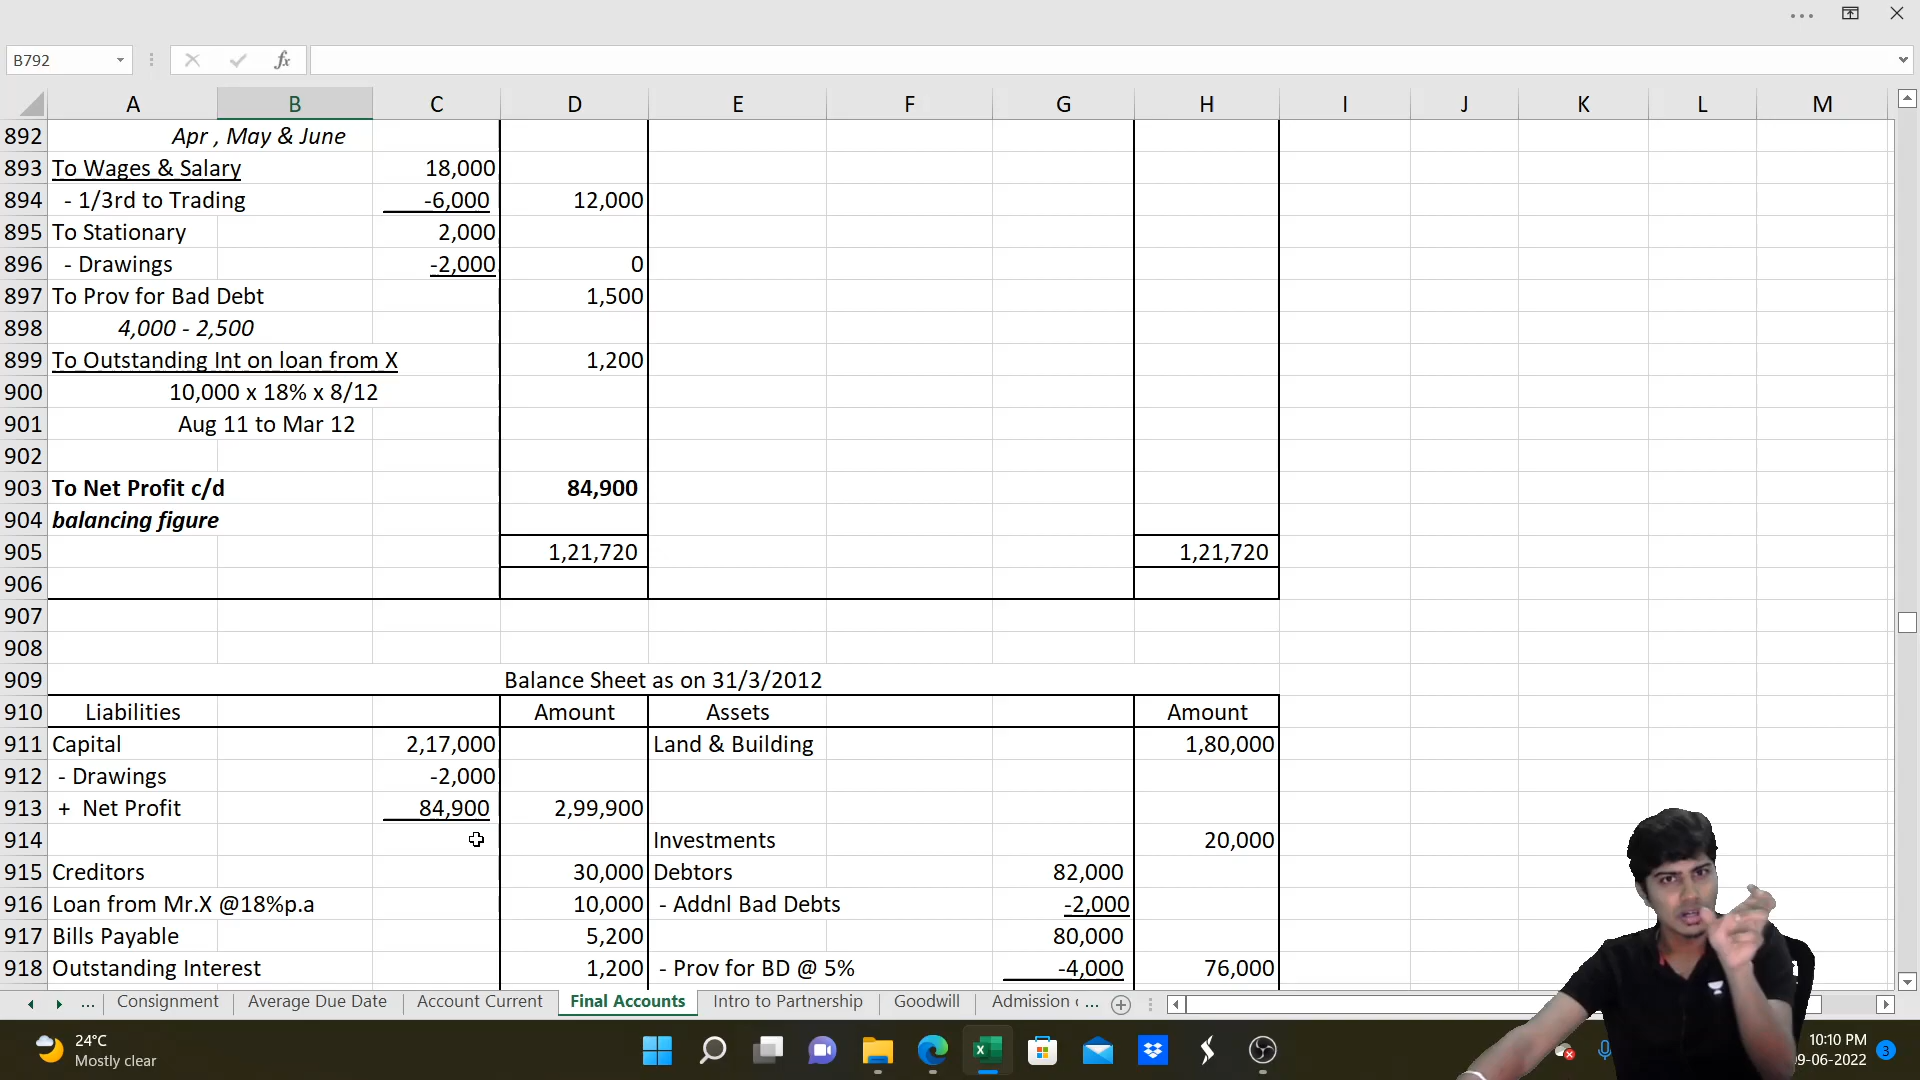 B792
fx
A B C D E F G H I J K L M
892 Apr , May & June
893 To Wages & Salary 18,000
894 - 1/3rd to Trading -6,000 12,000
895 To Stationary 2,000
896 - Drawings -2,000 0
897 To Prov for Bad Debt 1,500
898 4,000 - 2,500
899 To Outstanding Int on loan from X 1,200
900 10,000 x 18% x 8/12
901 Aug 11 to Mar 12
902
903 To Net Profit c/d 84,900
904 balancing figure
905 1,21,720 1,21,720
906
907
908
909 Balance Sheet as on 31/3/2012
910 Liabilities Amount Assets Amount
911 Capital 2,17,000 Land & Building 1,80,000
912 - Drawings -2,000
913 + Net Profit 84,900 2,99,900
914 Investments 20,000
915 Creditors 30,000 Debtors 82,000
916 Loan from Mr.X @18%p.a 10,000 - Addnl Bad Debts -2,000
917 Bills Payable 5,200 80,000
918 Outstanding Interest 1,200 - Prov for BD @ 5% -4,000 76,000
... Consignment Average Due Date Account Current Final Accounts Intro to Partnership Goodwill Admission ...
24°C
Mostly clear
10:10 PM
9-06-2022
3